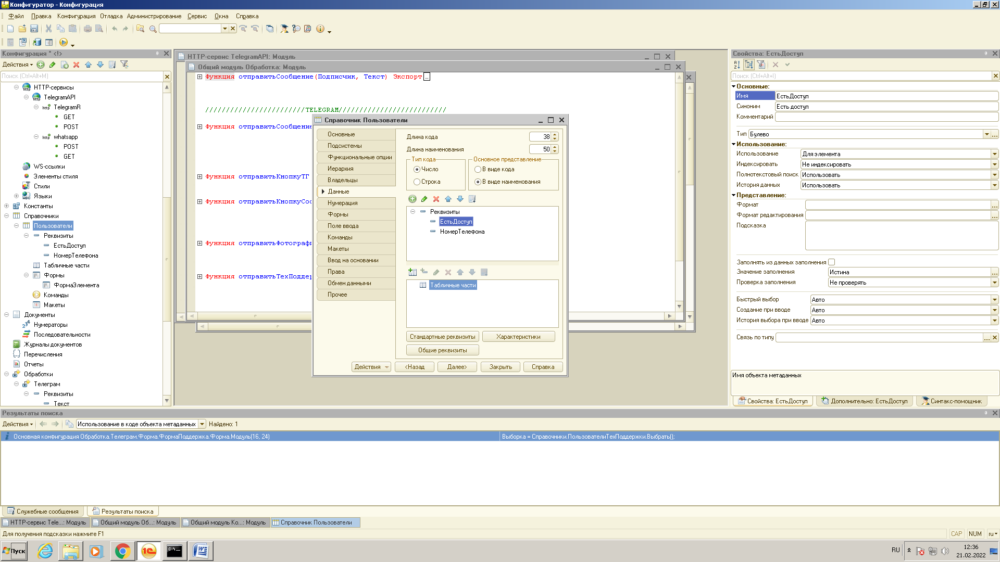 Конфигуратор - Конфигурация
Файл Правка Конфигурация Отладка Администрирование Сервис Окна Справка
Конфигурация * <!>
Действия
Поиск (Ctrl+Alt+M)
HTTP-сервисы
TelegramAPI
http TelegramR
GET
POST
http whatsapp
POST
GET
WS-ссылки
Элементы стиля
Стили
Языки
Константы
Справочники
Пользователи
Реквизиты
ЕстьДоступ
НомерТелефона
Табличные части
Формы
ФормаЭлемента
Команды
Макеты
Документы
Нумераторы
Последовательности
Журналы документов
Перечисления
Отчеты
Обработки
Телеграм
Реквизиты
Текст
HTTP-сервис TelegramAPI: Модуль
Общий модуль Обработка: Модуль
Функция отправитьСообщение(Подписчик, Текст) Экспорт...
////////////////////////TELEGRAM//////////////////////////
Функция отправитьСообщение
Функция отправитьКнопкуТГ
Функция отправитьКнопкуСоо
Функция отправитьФотографи
Функция отправитьТехПоддер
Справочник Пользователи
Основные
Подсистемы
Функциональные опции
Иерархия
Владельцы
Данные
Нумерация
Формы
Поле ввода
Команды
Макеты
Ввод на основании
Права
Обмен данными
Прочее
Длина кода 38
Длина наименования 50
Тип кода
Число
Строка
Основное представление
В виде кода
В виде наименования
Реквизиты
ЕстьДоступ
НомерТелефона
Табличные части
Стандартные реквизиты Характеристики
Общие реквизиты
Действия <Назад Далее> Закрыть Справка
Свойства: ЕстьДоступ
Поиск (Ctrl+Alt+I)
Основные:
Имя ЕстьДоступ
Синоним Есть доступ
Комментарий
Тип Булево
Использование:
Использование Для элемента
Индексировать Не индексировать
Полнотекстовый поиск Использовать
История данных Использовать
Представление:
Формат
Формат редактирования
Подсказка
Заполнять из данных заполнения
Значение заполнения Истина
Проверка заполнения Не проверять
Быстрый выбор Авто
Создание при вводе Авто
История выбора при вводе Авто
Связь по типу
Имя объекта метаданных
Свойства: ЕстьДоступ Дополнительно: ЕстьДоступ Синтакс-помощник
Результаты поиска
Действия Использование в коде объекта метаданных Найдено: 1
Основная конфигурация Обработка.Телеграм.Форма.ФормаПоддержка.Форма.Модуль(16, 24) Выборка = Справочники.ПользователиТехПоддержки.Выбрать();
Служебные сообщения Результаты поиска
HTTP-сервис Теле...: Модуль Общий модуль Об...: Модуль Общий модуль Ко...: Модуль Справочник Пользователи
Для получения подсказки нажмите F1 CAP NUM ru
Пуск RU 12:36
21.02.2022